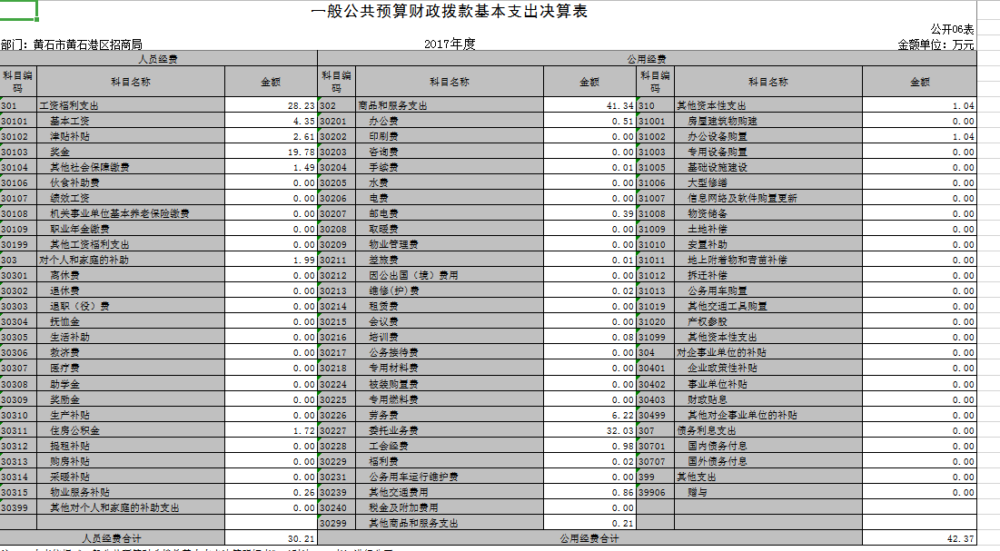 一般公共预算财政拨款基本支出决算表
公开06表
部门：黄石市黄石港区招商局 2017年度 金额单位：万元
人员经费 公用经费
科目编码 科目名称 金额 科目编码 科目名称 金额 科目编码 科目名称 金额
301 工资福利支出 28.23 302 商品和服务支出 41.34 310 其他资本性支出 1.04
30101 基本工资 4.35 30201 办公费 0.51 31001 房屋建筑物购建 0.00
30102 津贴补贴 2.61 30202 印刷费 0.00 31002 办公设备购置 1.04
30103 奖金 19.78 30203 咨询费 0.00 31003 专用设备购置 0.00
30104 其他社会保障缴费 1.49 30204 手续费 0.01 31005 基础设施建设 0.00
30106 伙食补助费 0.00 30205 水费 0.00 31006 大型修缮 0.00
30107 绩效工资 0.00 30206 电费 0.00 31007 信息网络及软件购置更新 0.00
30108 机关事业单位基本养老保险缴费 0.00 30207 邮电费 0.39 31008 物资储备 0.00
30109 职业年金缴费 0.00 30208 取暖费 0.00 31009 土地补偿 0.00
30199 其他工资福利支出 0.00 30209 物业管理费 0.00 31010 安置补助 0.00
303 对个人和家庭的补助 1.99 30211 差旅费 0.01 31011 地上附着物和青苗补偿 0.00
30301 离休费 0.00 30212 因公出国（境）费用 0.00 31012 拆迁补偿 0.00
30302 退休费 0.00 30213 维修(护)费 0.02 31013 公务用车购置 0.00
30303 退职（役）费 0.00 30214 租赁费 0.00 31019 其他交通工具购置 0.00
30304 抚恤金 0.00 30215 会议费 0.00 31020 产权参股 0.00
30305 生活补助 0.00 30216 培训费 0.08 31099 其他资本性支出 0.00
30306 救济费 0.00 30217 公务接待费 0.00 304 对企事业单位的补贴 0.00
30307 医疗费 0.00 30218 专用材料费 0.00 30401 企业政策性补贴 0.00
30308 助学金 0.00 30224 被装购置费 0.00 30402 事业单位补贴 0.00
30309 奖励金 0.00 30225 专用燃料费 0.00 30403 财政贴息 0.00
30310 生产补贴 0.00 30226 劳务费 6.22 30499 其他对企事业单位的补贴 0.00
30311 住房公积金 1.72 30227 委托业务费 32.03 307 债务利息支出 0.00
30312 提租补贴 0.00 30228 工会经费 0.98 30701 国内债务付息 0.00
30313 购房补贴 0.00 30229 福利费 0.02 30707 国外债务付息 0.00
30314 采暖补贴 0.00 30231 公务用车运行维护费 0.00 399 其他支出 0.00
30315 物业服务补贴 0.26 30239 其他交通费用 0.86 39906 赠与 0.00
30399 其他对个人和家庭的补助支出 0.00 30240 税金及附加费用 0.00
30299 其他商品和服务支出 0.21
人员经费合计 30.21 公用经费合计 42.37